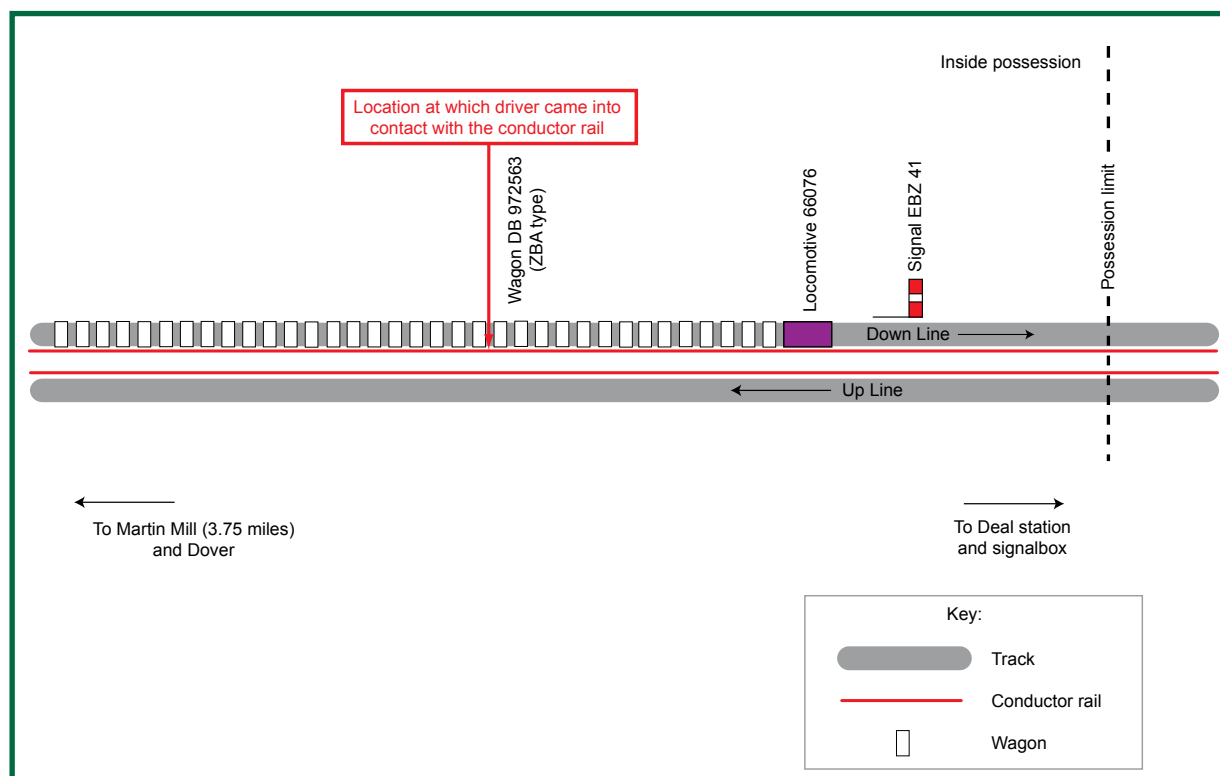 Inside possession
Location at which driver came into
contact with the conductor rail
Wagon DB 972563
(ZBA type)
Locomotive 66076
Signal EBZ 41
Possession limit
Down Line
Up Line
To Martin Mill (3.75 miles)
and Dover
To Deal station
and signalbox
Key:
Track
Conductor rail
Wagon